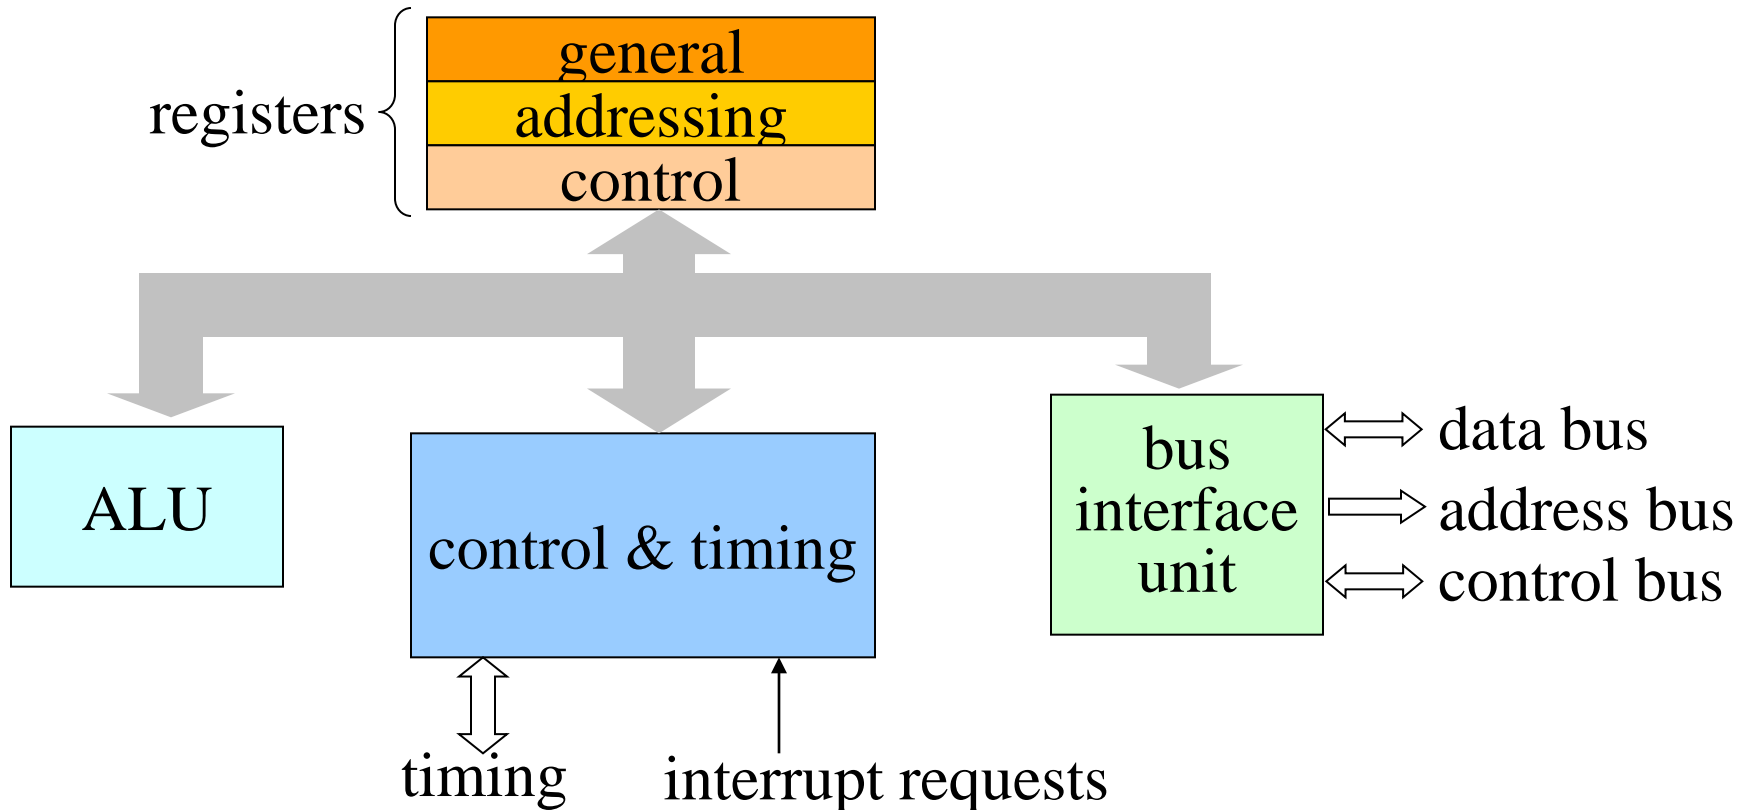 general
registers
addressing
control
ALU
control & timing
bus
interface
unit
data bus
address bus
control bus
timing
interrupt requests